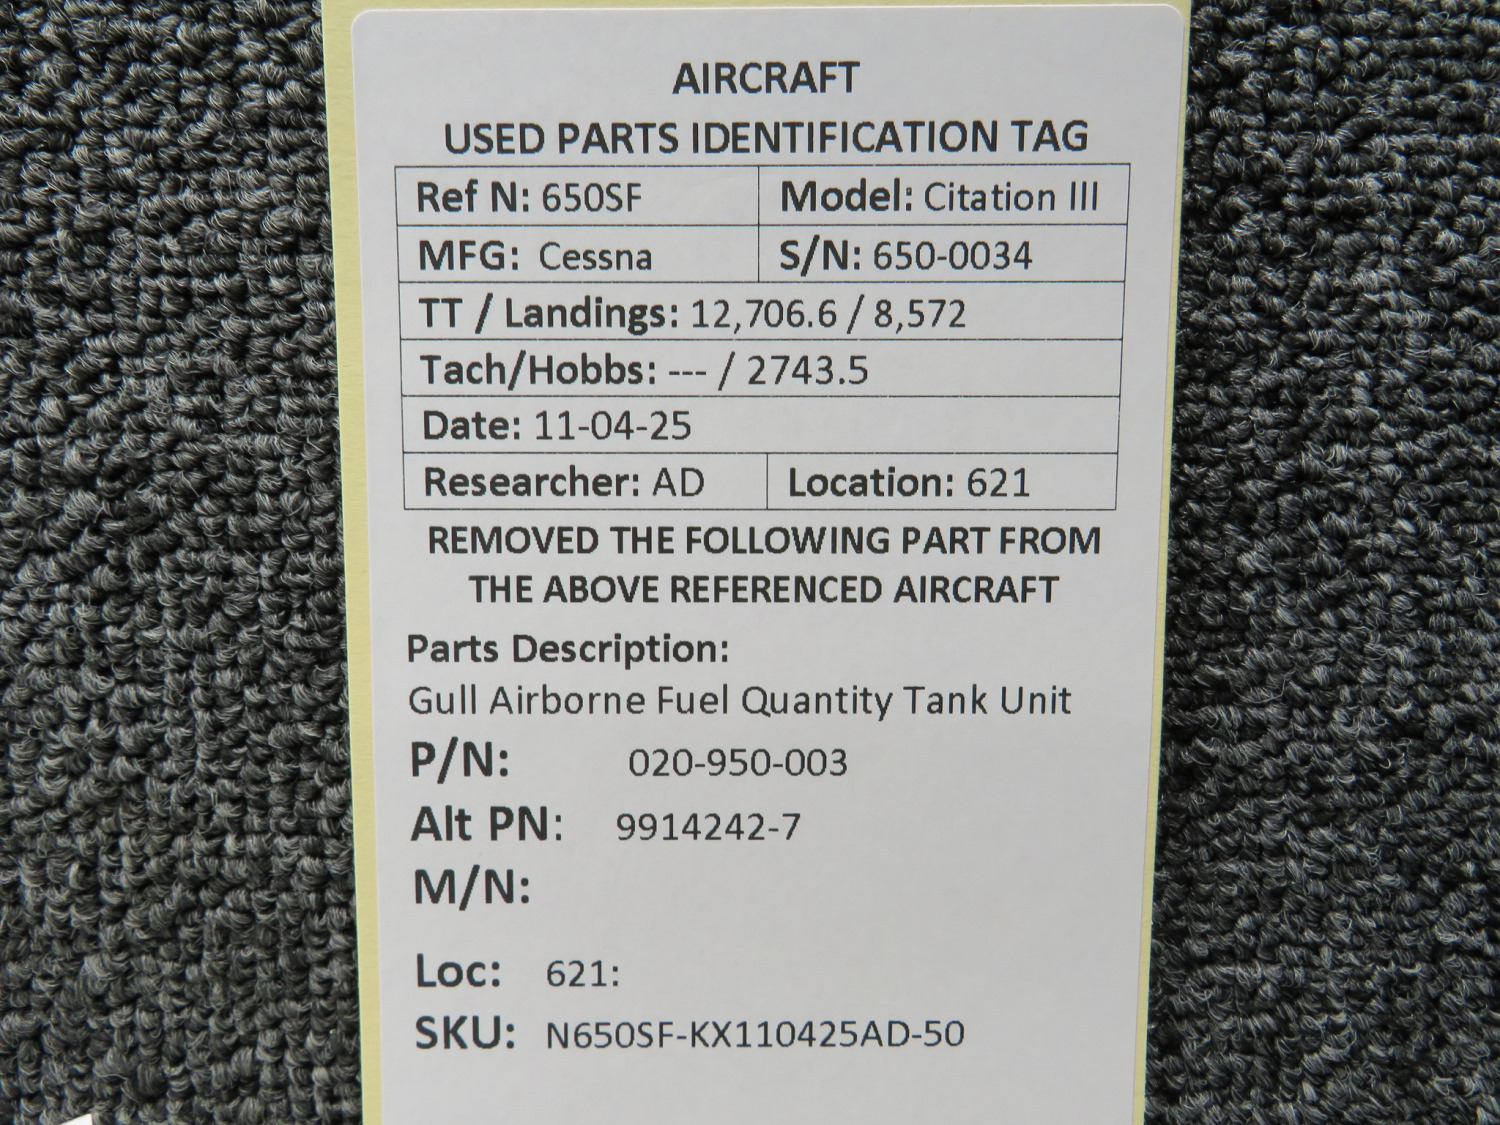 AIRCRAFT
USED PARTS IDENTIFICATION TAG
Ref N: 650SF Model: Citation III
MFG: Cessna S/N: 650-0034
TT / Landings: 12,706.6 / 8,572
Tach/Hobbs: --- / 2743.5
Date: 11-04-25
Researcher: AD Location: 621
REMOVED THE FOLLOWING PART FROM
THE ABOVE REFERENCED AIRCRAFT
Parts Description:
Gull Airborne Fuel Quantity Tank Unit
P/N: 020-950-003
Alt PN: 9914242-7
M/N:
Loc: 621:
SKU: N650SF-KX110425AD-50